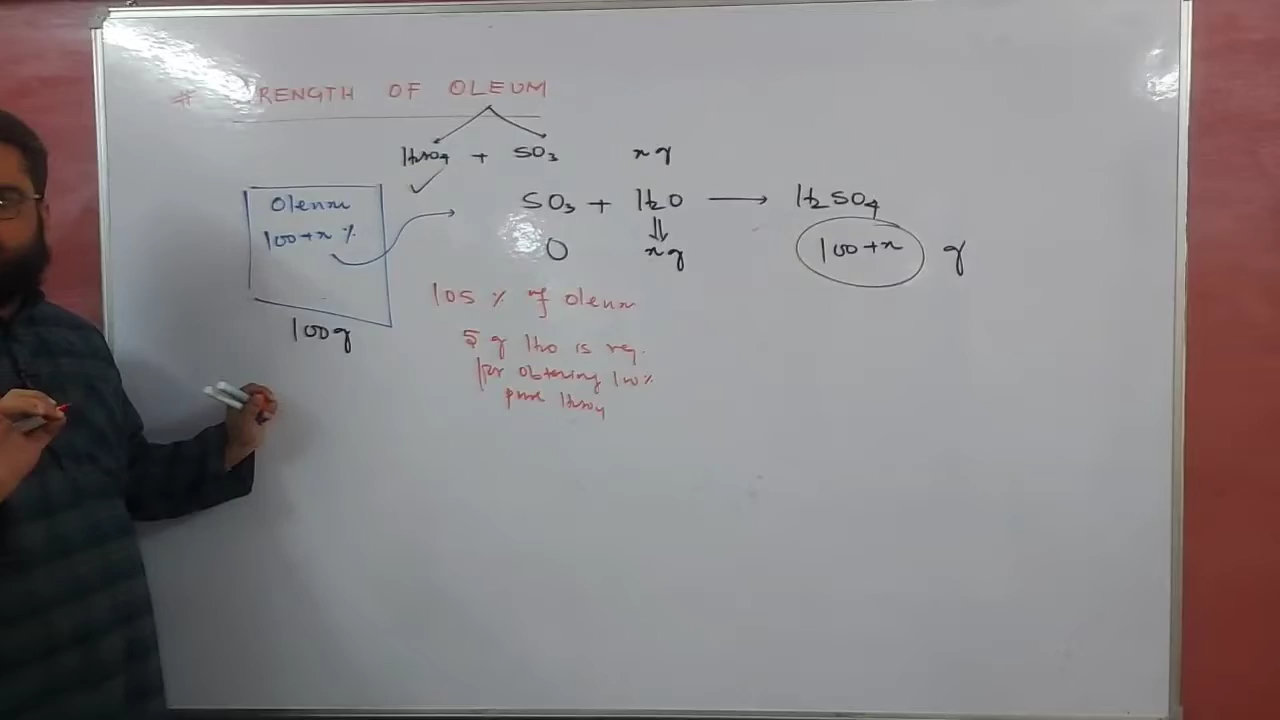 # RENGTH OF OLEUM
H2SO4 + SO3
x g
SO3 + H2O ⟶ H2SO4
0 x g 100+x g
Oleum
100+x %
100g
105 % of oleum
5 g H2O is req.
for obtaining 100%
pure H2SO4